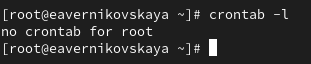 [root@eavernikovskaya ~]# crontab -l
no crontab for root
[root@eavernikovskaya ~]#